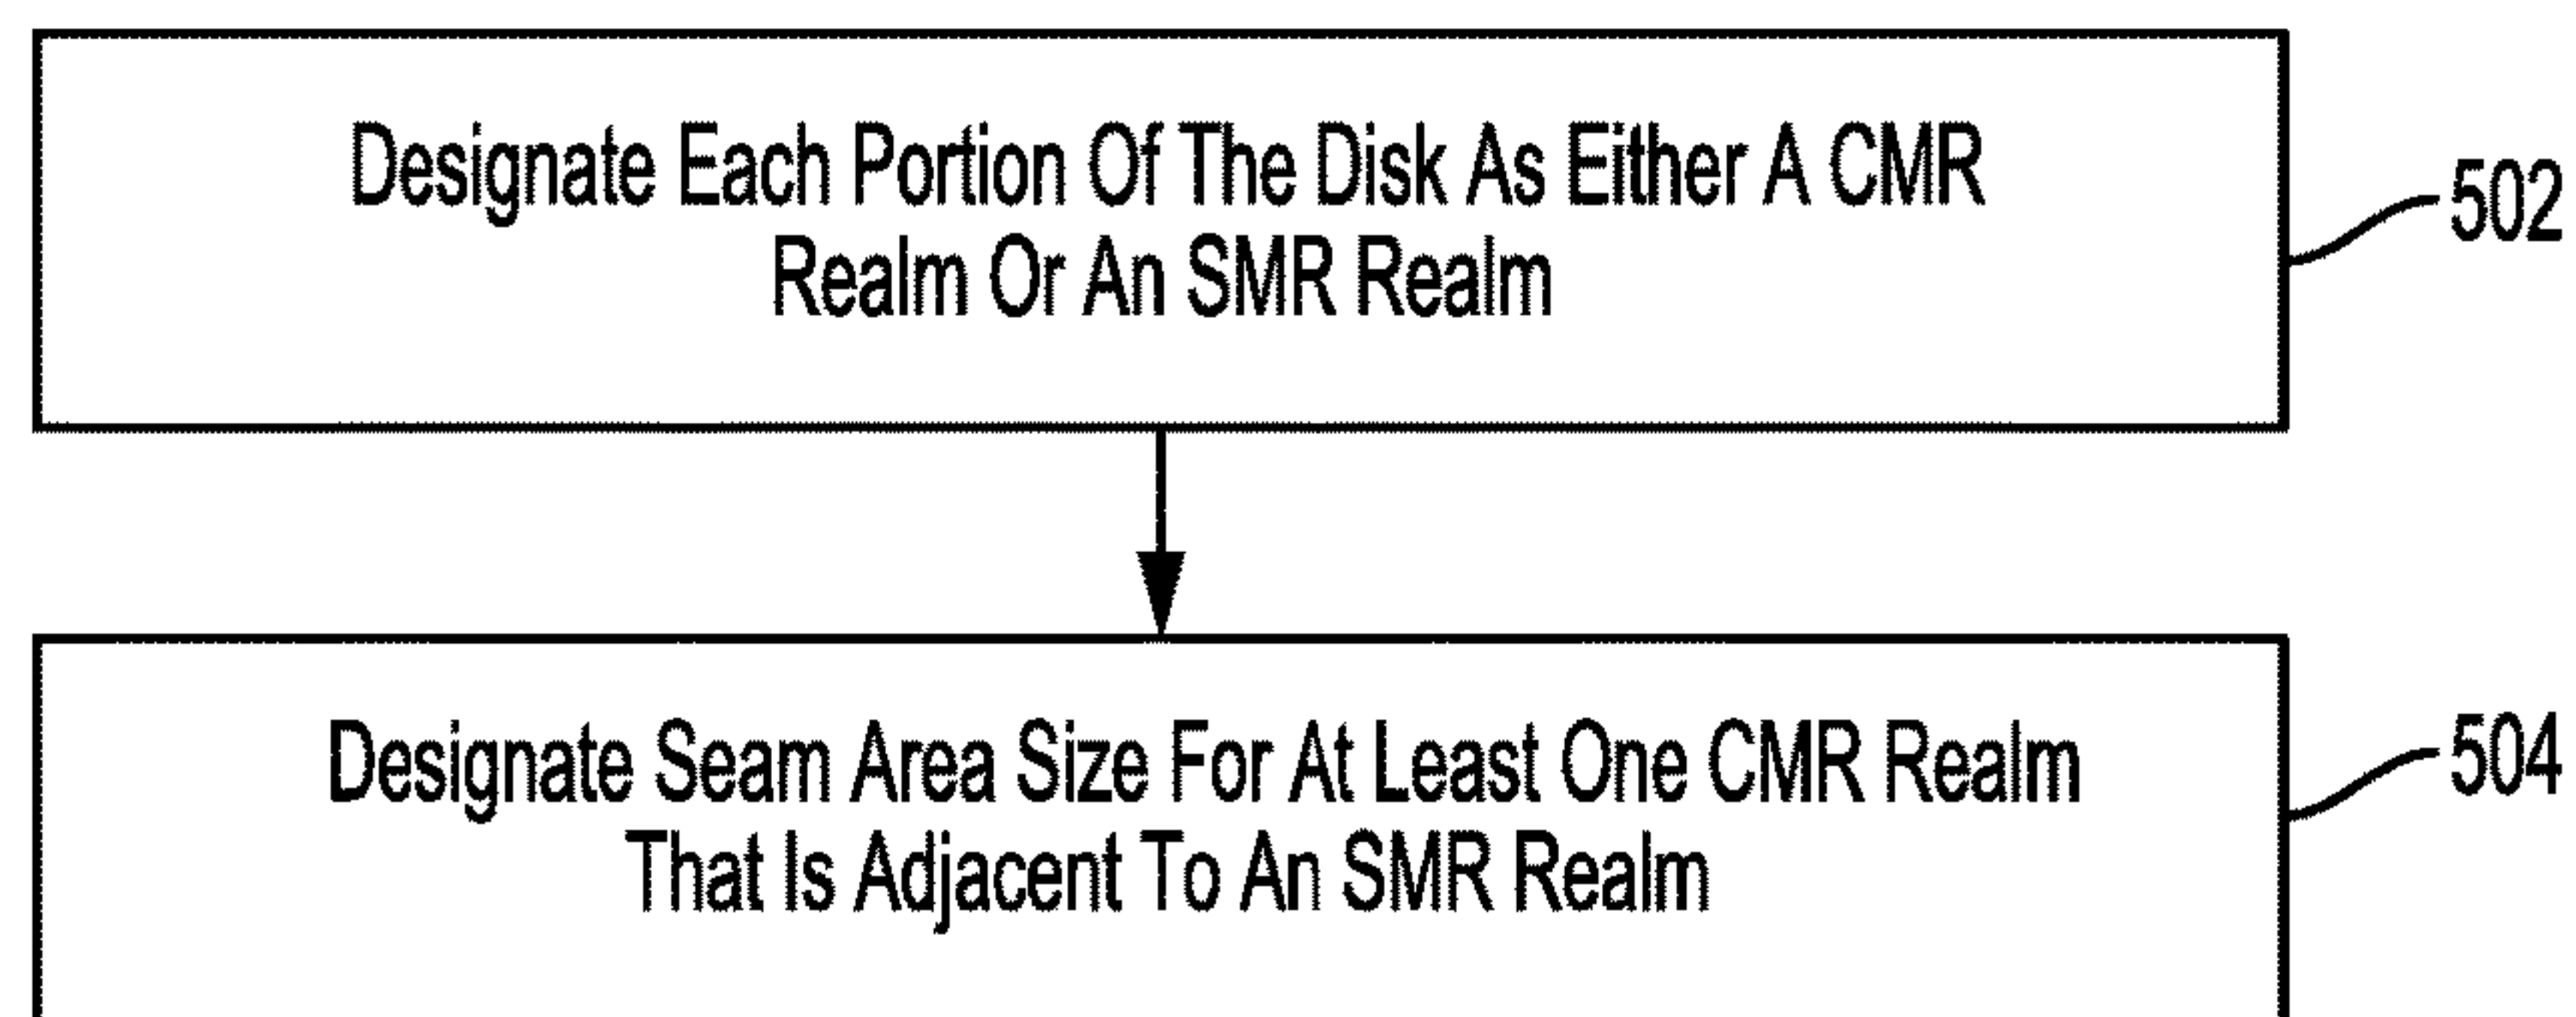 Designate Each Portion Of The Disk As Either A CMR
Realm Or An SMR Realm
502
Designate Seam Area Size For At Least One CMR Realm
That Is Adjacent To An SMR Realm
504